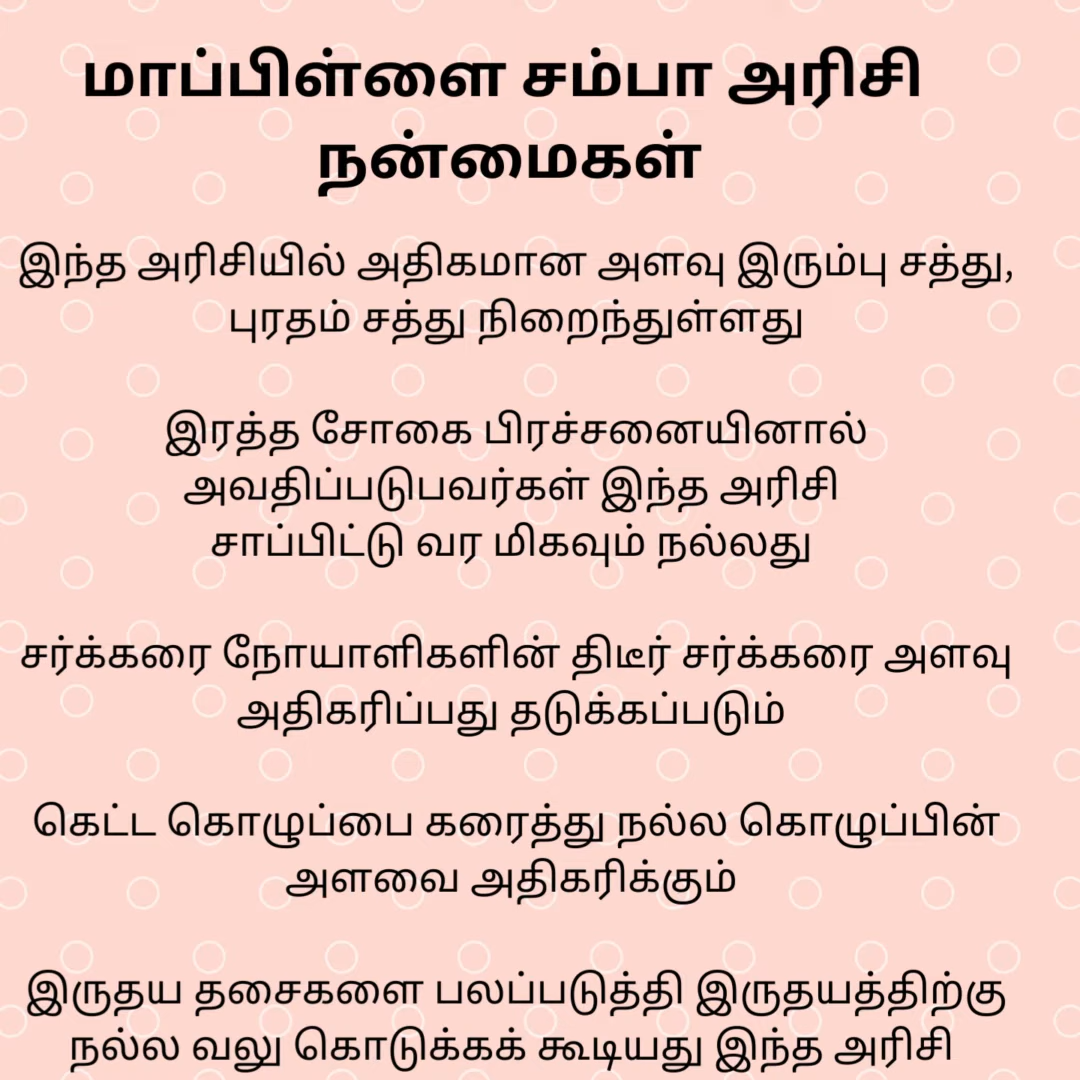 மாப்பிள்ளை சம்பா அரிசி
நன்மைகள்
இந்த அரிசியில் அதிகமான அளவு இரும்பு சத்து,
புரதம் சத்து நிறைந்துள்ளது
இரத்த சோகை பிரச்சனையினால்
அவதிப்படுபவர்கள் இந்த அரிசி
சாப்பிட்டு வர மிகவும் நல்லது
சர்க்கரை நோயாளிகளின் திடீர் சர்க்கரை அளவு
அதிகரிப்பது தடுக்கப்படும்
கெட்ட கொழுப்பை கரைத்து நல்ல கொழுப்பின்
அளவை அதிகரிக்கும்
இருதய தசைகளை பலப்படுத்தி இருதயத்திற்கு
நல்ல வலு கொடுக்கக் கூடியது இந்த அரிசி